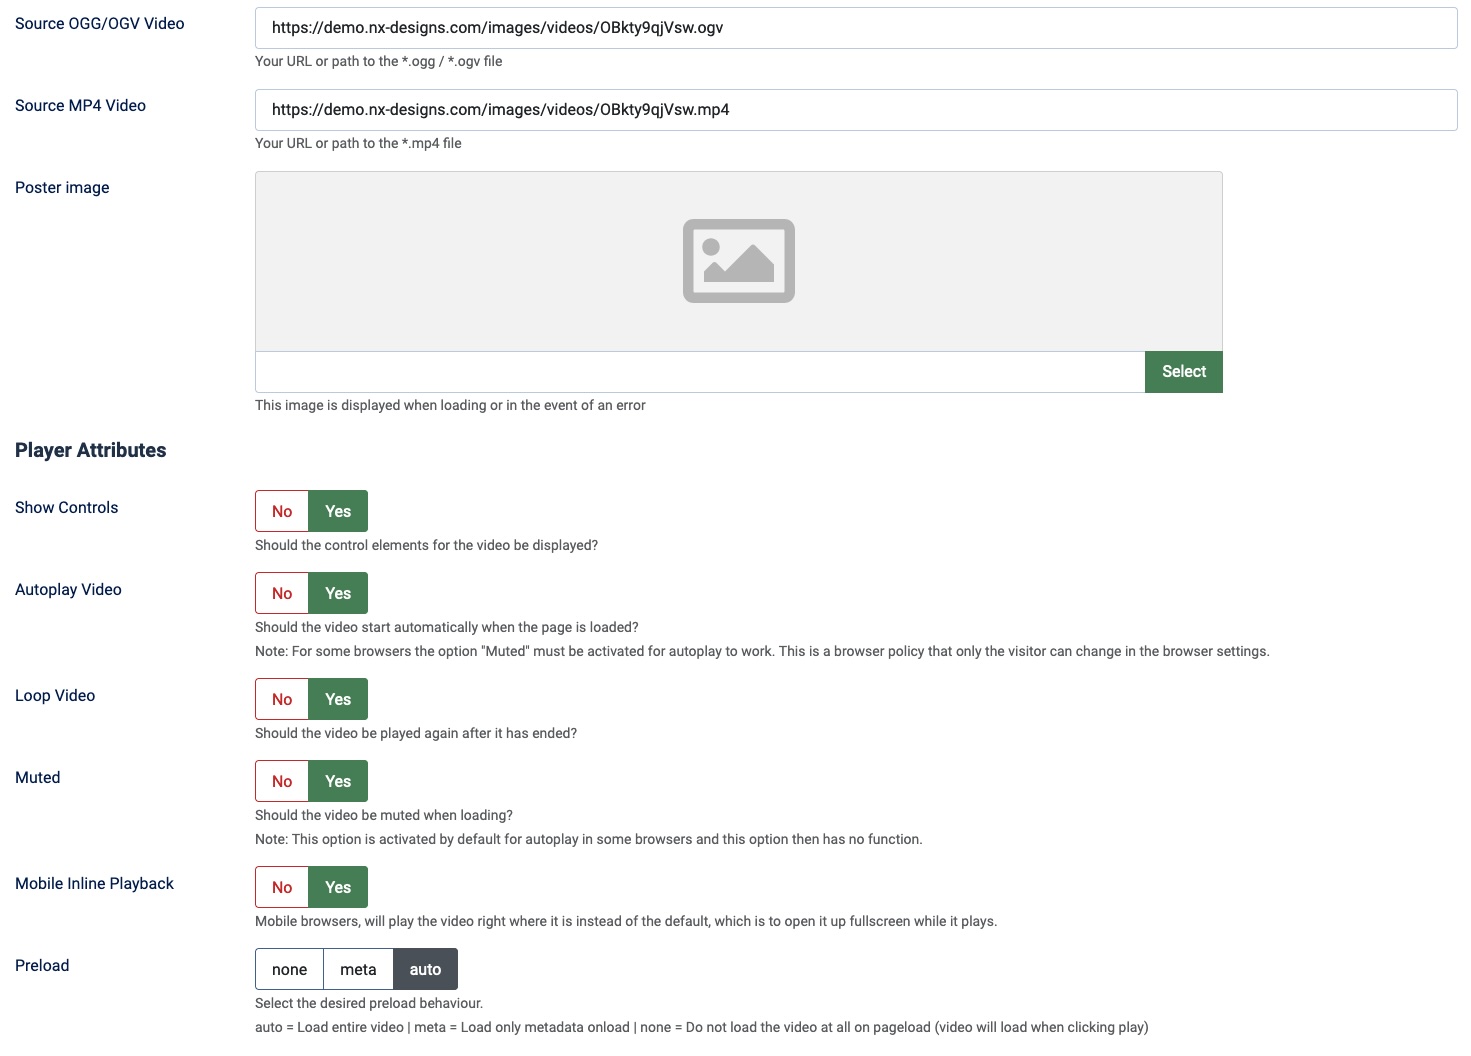 Source OGG/OGV Video
https://demo.nx-designs.com/images/videos/OBkty9qjVsw.ogv
Your URL or path to the *.ogg / *.ogv file
Source MP4 Video
https://demo.nx-designs.com/images/videos/OBkty9qjVsw.mp4
Your URL or path to the *.mp4 file
Poster image
Select
This image is displayed when loading or in the event of an error
Player Attributes
Show Controls
No Yes
Should the control elements for the video be displayed?
Autoplay Video
No Yes
Should the video start automatically when the page is loaded?
Note: For some browsers the option "Muted" must be activated for autoplay to work. This is a browser policy that only the visitor can change in the browser settings.
Loop Video
No Yes
Should the video be played again after it has ended?
Muted
No Yes
Should the video be muted when loading?
Note: This option is activated by default for autoplay in some browsers and this option then has no function.
Mobile Inline Playback
No Yes
Mobile browsers, will play the video right where it is instead of the default, which is to open it up fullscreen while it plays.
Preload
none meta auto
Select the desired preload behaviour.
auto = Load entire video | meta = Load only metadata onload | none = Do not load the video at all on pageload (video will load when clicking play)